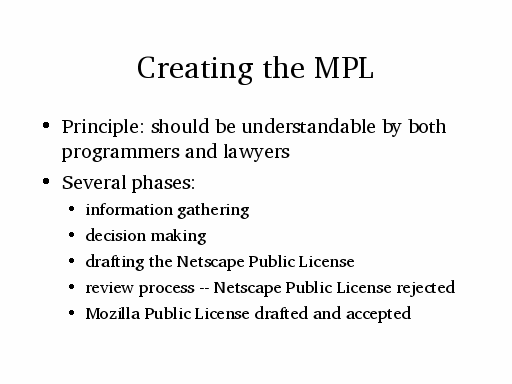 Creating the MPL
• Principle: should be understandable by both
programmers and lawyers
• Several phases:
• information gathering
• decision making
• drafting the Netscape Public License
• review process -- Netscape Public License rejected
• Mozilla Public License drafted and accepted